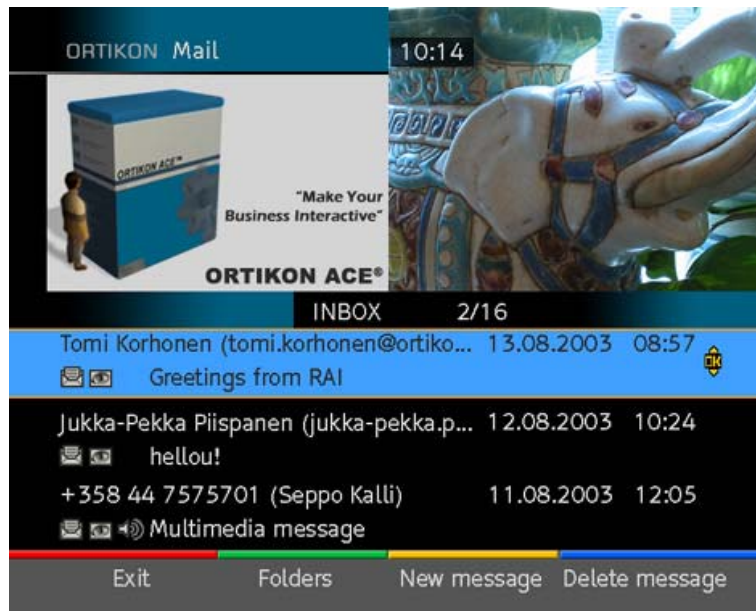 ORTIKON Mail
10:14
ORTIKON ACE™
"Make Your
Business Interactive"
ORTIKON ACE®
INBOX 2/16
Tomi Korhonen (tomi.korhonen@ortiko... 13.08.2003 08:57
OK
Greetings from RAI
Jukka-Pekka Piispanen (jukka-pekka.p... 12.08.2003 10:24
hellou!
+358 44 7575701 (Seppo Kalli) 11.08.2003 12:05
Multimedia message
Exit Folders New message Delete message